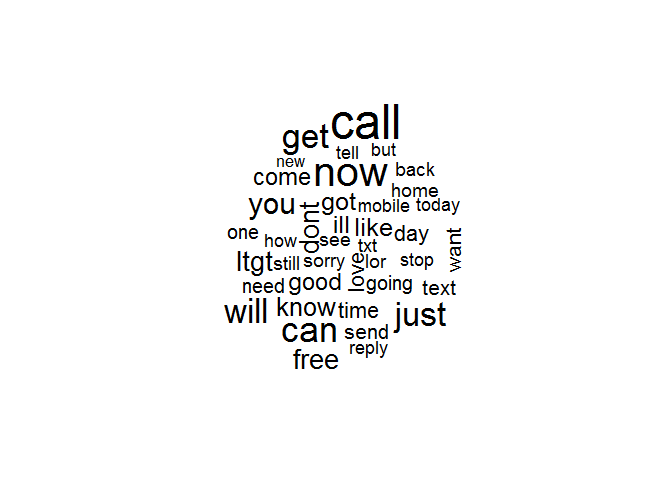 call
get
tell but
new
come now back
home
you dont got mobile today
one how see ill like day want
txt
ltgt still sorry love lor stop
need good going text
will know time just
can send
reply
free